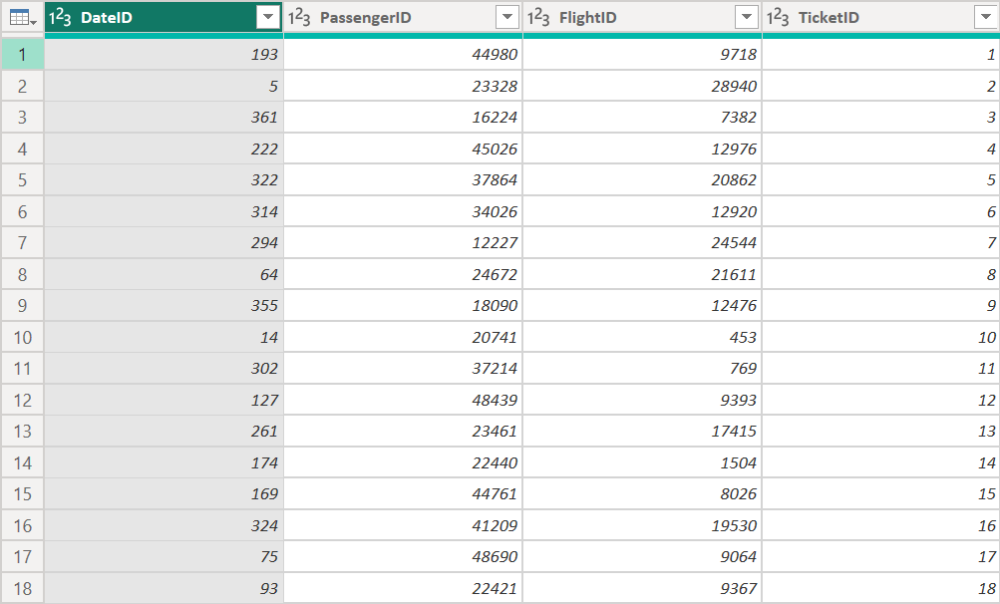 1²3 DateID 1²3 PassengerID 1²3 FlightID 1²3 TicketID
1 193 44980 9718 1
2 5 23328 28940 2
3 361 16224 7382 3
4 222 45026 12976 4
5 322 37864 20862 5
6 314 34026 12920 6
7 294 12227 24544 7
8 64 24672 21611 8
9 355 18090 12476 9
10 14 20741 453 10
11 302 37214 769 11
12 127 48439 9393 12
13 261 23461 17415 13
14 174 22440 1504 14
15 169 44761 8026 15
16 324 41209 19530 16
17 75 48690 9064 17
18 93 22421 9367 18